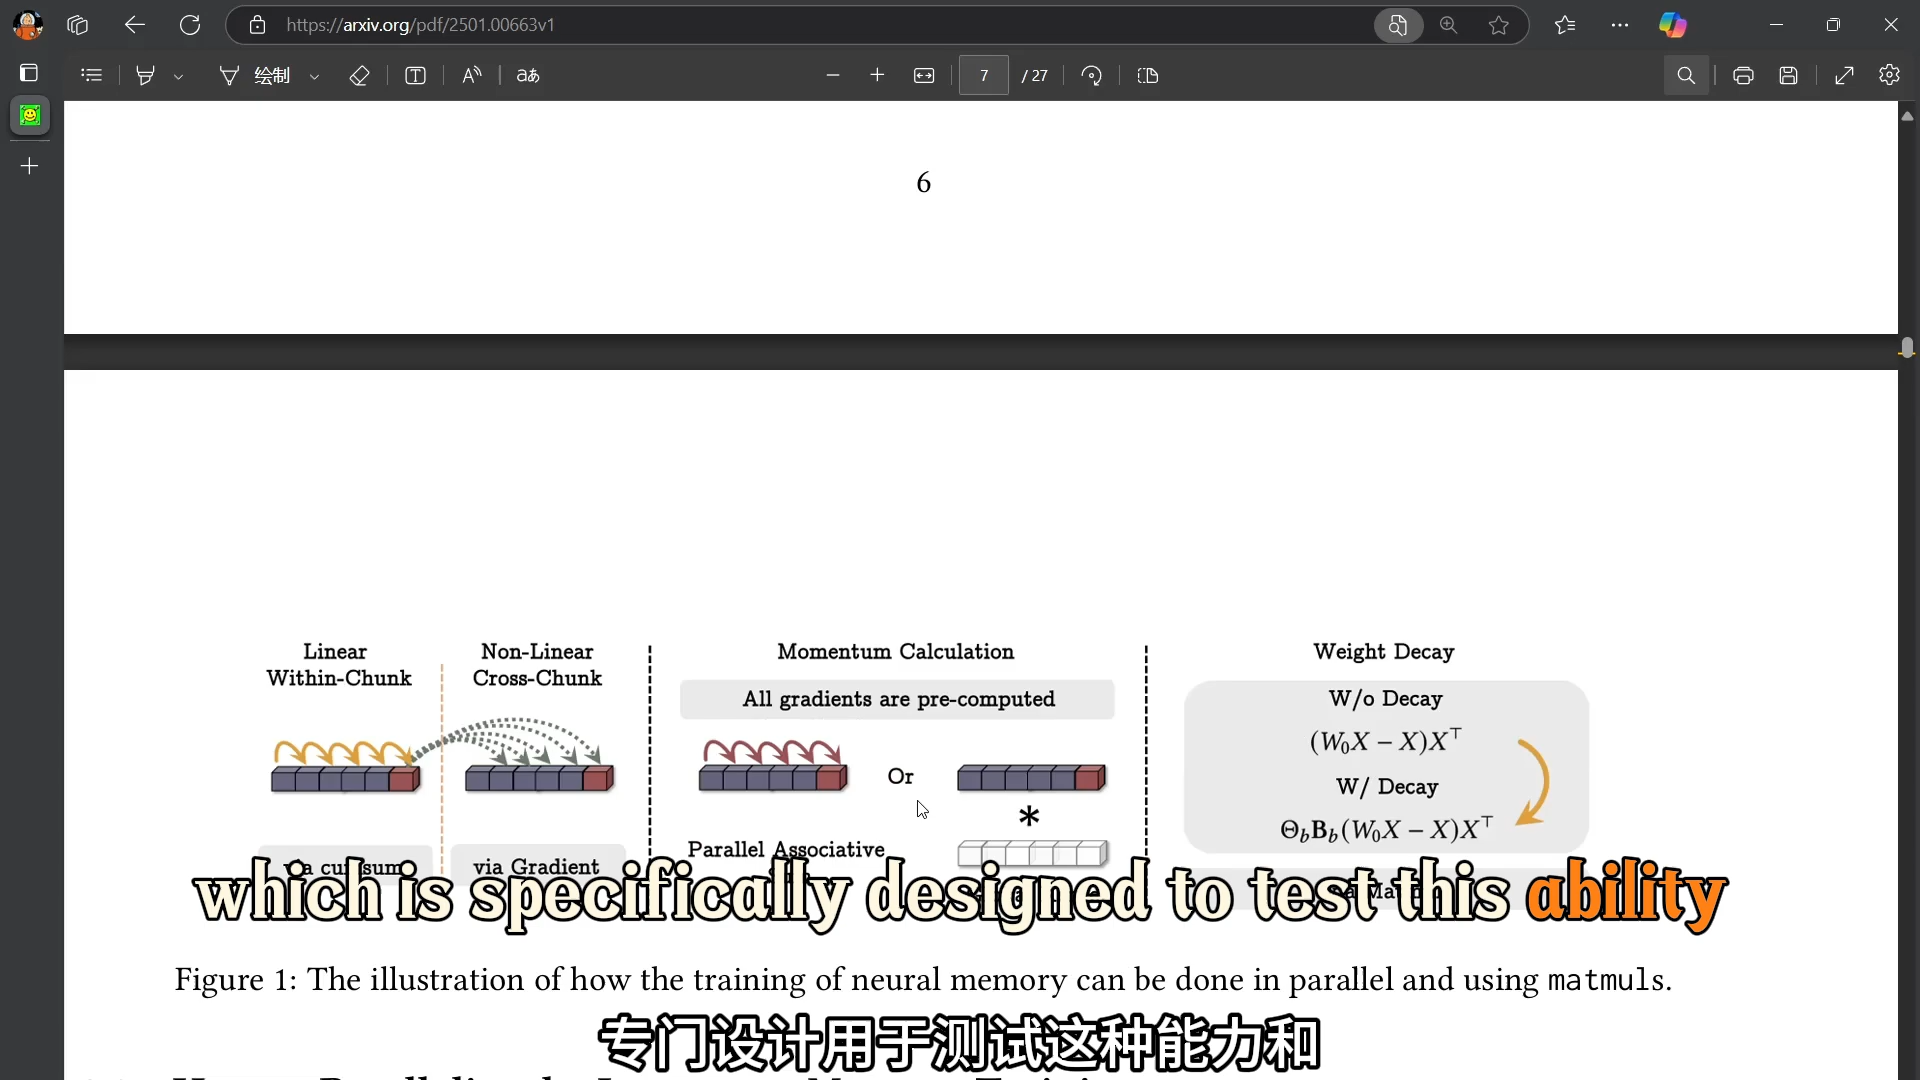 https://arxiv.org/pdf/2501.00663v1
绘制
aあ
7 / 27
6
Linear Within-Chunk
Non-Linear Cross-Chunk
Momentum Calculation
Weight Decay
All gradients are pre-computed
W/o Decay
(W₀X − X)X⊤
Or
W/ Decay
*
Θ_b B_b(W₀X − X)X⊤
Parallel Associative
via Gradient
which is specifically designed to test this ability
Figure 1: The illustration of how the training of neural memory can be done in parallel and using matmuls.
专门设计用于测试这种能力和